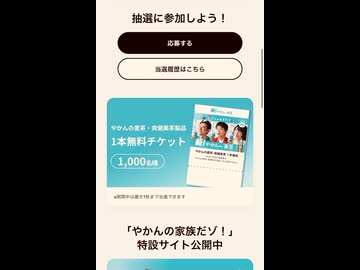 抽選に参加しよう！
応募する
当選履歴はこちら
やかんの麦茶・爽健美茶製品
1本無料チケット
1,000名様
※期間中は最大7枚まで当選できます
「やかんの家族だゾ！」
特設サイト公開中